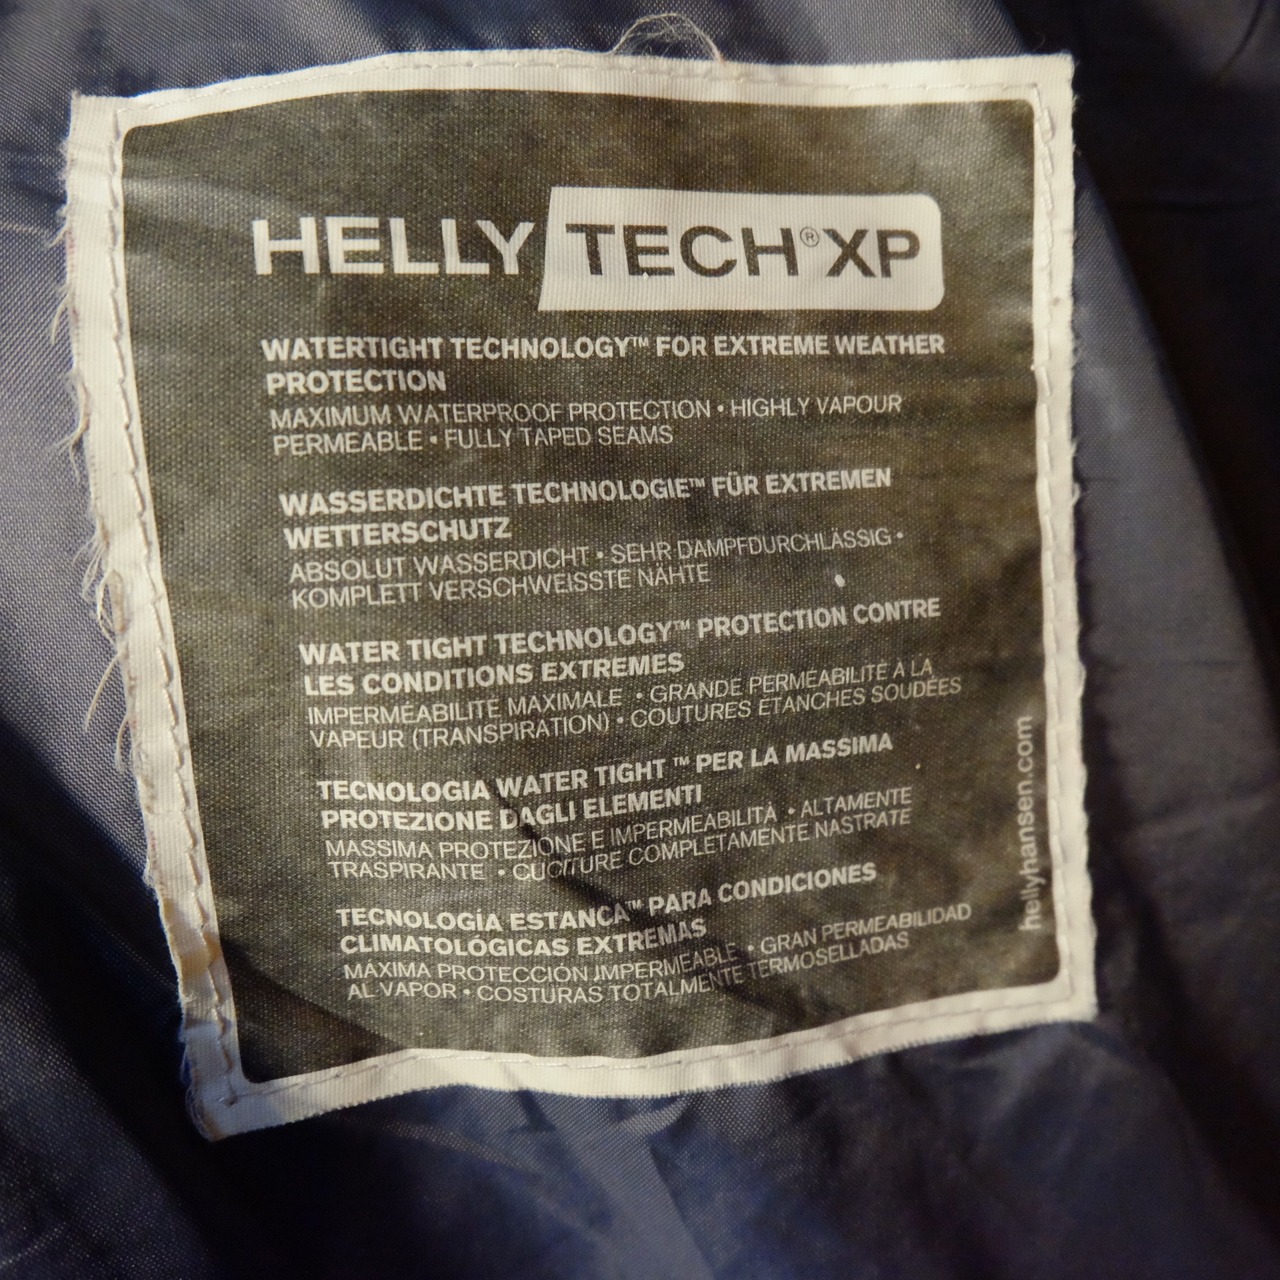 HELLY TECH® XP
WATERTIGHT TECHNOLOGY™ FOR EXTREME WEATHER
PROTECTION
MAXIMUM WATERPROOF PROTECTION • HIGHLY VAPOUR
PERMEABLE • FULLY TAPED SEAMS
WASSERDICHTE TECHNOLOGIE™ FÜR EXTREMEN
WETTERSCHUTZ
ABSOLUT WASSERDICHT • SEHR DAMPFDURCHLÄSSIG •
KOMPLETT VERSCHWEISSTE NÄHTE
WATER TIGHT TECHNOLOGY™ PROTECTION CONTRE
LES CONDITIONS EXTREMES
IMPERMÉABILITÉ MAXIMALE • GRANDE PERMÉABILITÉ À LA
VAPEUR (TRANSPIRATION) • COUTURES ÉTANCHES SOUDÉES
TECNOLOGIA WATER TIGHT ™ PER LA MASSIMA
PROTEZIONE DAGLI ELEMENTI
MASSIMA PROTEZIONE E IMPERMEABILITÀ • ALTAMENTE
TRASPIRANTE • CUCITURE COMPLETAMENTE NASTRATE
TECNOLOGÍA ESTANCA™ PARA CONDICIONES
CLIMATOLÓGICAS EXTREMAS
MÁXIMA PROTECCIÓN IMPERMEABLE • GRAN PERMEABILIDAD
AL VAPOR • COSTURAS TOTALMENTE TERMOSELLADAS
hellyhansen.com